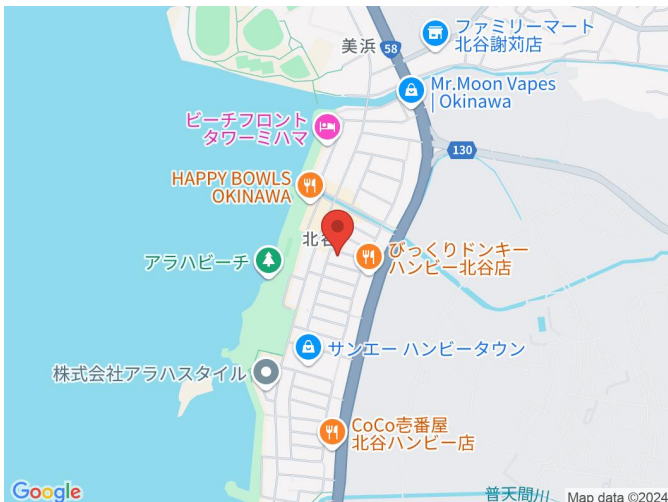 ファミリーマート
北谷謝苅店
美浜
58
Mr.Moon Vapes
| Okinawa
ビーチフロント
タワーミハマ
130
HAPPY BOWLS
OKINAWA
北谷
びっくりドンキー
ハンビー北谷店
アラハビーチ
サンエー ハンビータウン
株式会社アラハスタイル
CoCo壱番屋
北谷ハンビー店
普天間川
Google
Map data ©2024